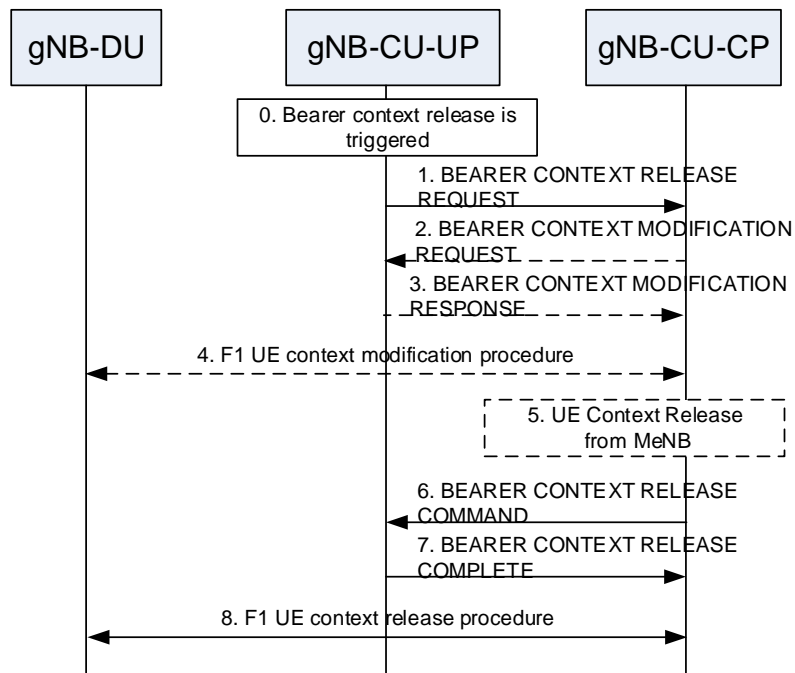 gNB-DU
gNB-CU-UP
gNB-CU-CP
0. Bearer context release is
triggered
1. BEARER CONTEXT RELEASE
REQUEST
2. BEARER CONTEXT MODIFICATION
REQUEST
3. BEARER CONTEXT MODIFICATION
RESPONSE
4. F1 UE context modification procedure
5. UE Context Release
from MeNB
6. BEARER CONTEXT RELEASE
COMMAND
7. BEARER CONTEXT RELEASE
COMPLETE
8. F1 UE context release procedure